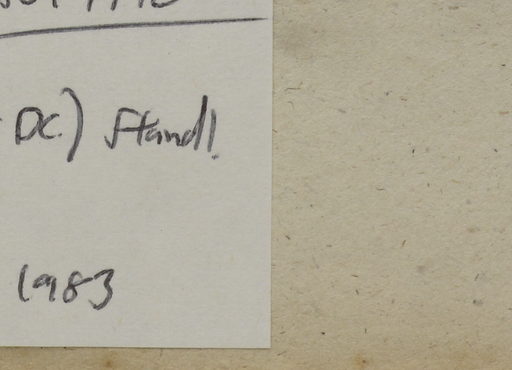 DC.) Standl.
1983